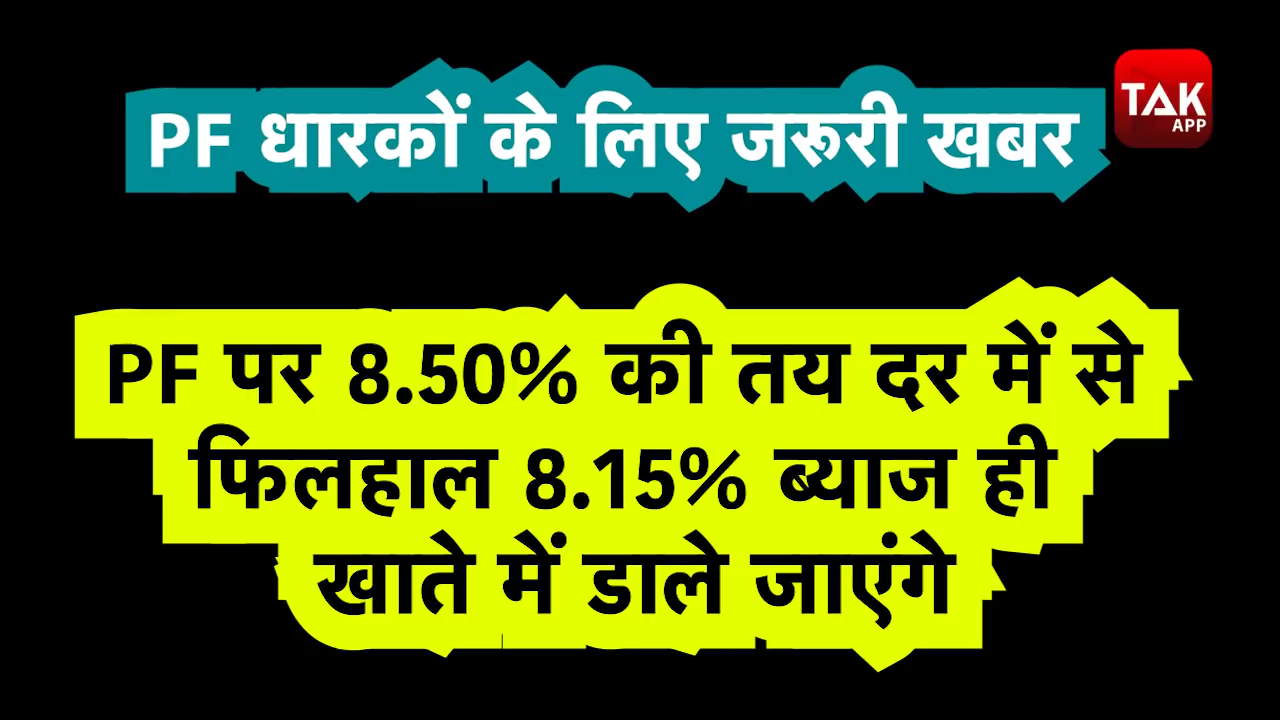 PF धारकों के लिए जरूरी खबर
TAK
APP
PF पर 8.50% की तय दर में से
फिलहाल 8.15% ब्याज ही
खाते में डाले जाएंगे